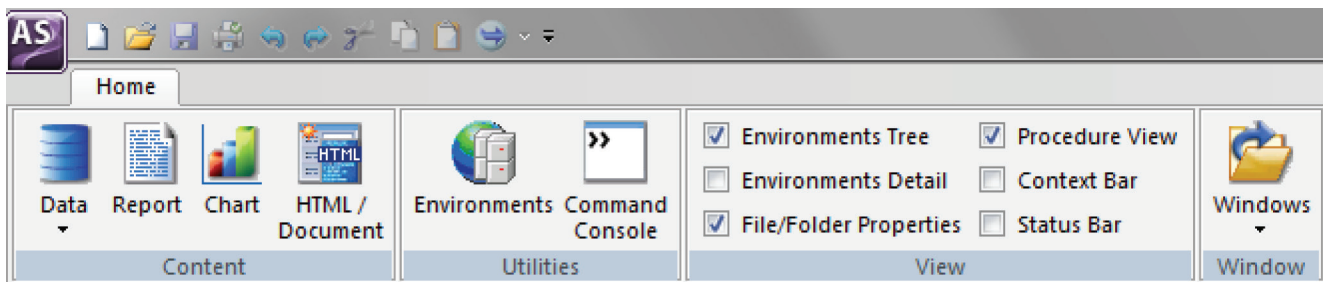 AS
Home
Data
Report
Chart
HTML
HTML /
Document
Content
Environments
>>
Command
Console
Utilities
Environments Tree
Environments Detail
File/Folder Properties
Procedure View
Context Bar
Status Bar
View
Windows
Window